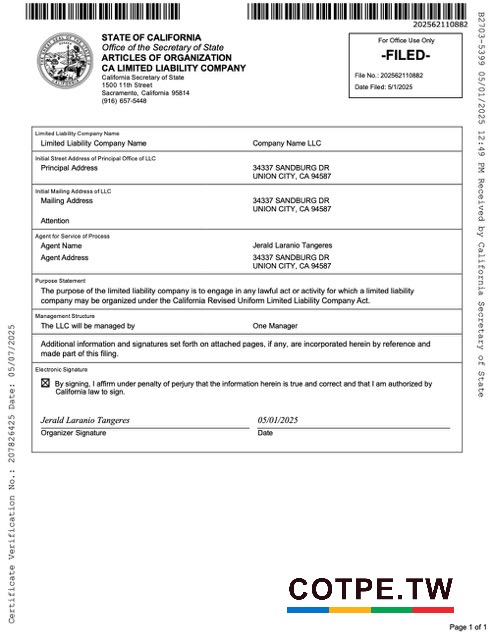 202562110882
STATE OF CALIFORNIA
Office of the Secretary of State
ARTICLES OF ORGANIZATION
CA LIMITED LIABILITY COMPANY
California Secretary of State
1500 11th Street
Sacramento, California 95814
(916) 657-5448
For Office Use Only
-FILED-
File No.: 202562110882
Date Filed: 5/1/2025
B2703-5399 05/01/2025 12:49 PM Received by California Secretary of State
Limited Liability Company Name
Limited Liability Company Name Company Name LLC
Initial Street Address of Principal Office of LLC
Principal Address 34337 SANDBURG DR
UNION CITY, CA 94587
Initial Mailing Address of LLC
Mailing Address 34337 SANDBURG DR
UNION CITY, CA 94587
Attention
Agent for Service of Process
Agent Name Jerald Laranio Tangeres
Agent Address 34337 SANDBURG DR
UNION CITY, CA 94587
Purpose Statement
The purpose of the limited liability company is to engage in any lawful act or activity for which a limited liability
company may be organized under the California Revised Uniform Limited Liability Company Act.
Management Structure
The LLC will be managed by One Manager
Additional information and signatures set forth on attached pages, if any, are incorporated herein by reference and
made part of this filing.
Electronic Signature
By signing, I affirm under penalty of perjury that the information herein is true and correct and that I am authorized by
California law to sign.
Jerald Laranio Tangeres 05/01/2025
Organizer Signature Date
Certificate Verification No.: 207826425 Date: 05/07/2025
COTPE.TW
Page 1 of 1